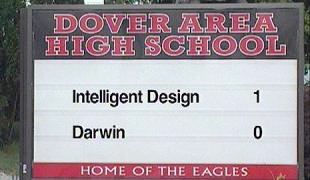 DOVER AREA
HIGH SCHOOL
Intelligent Design 1
Darwin 0
HOME OF THE EAGLES